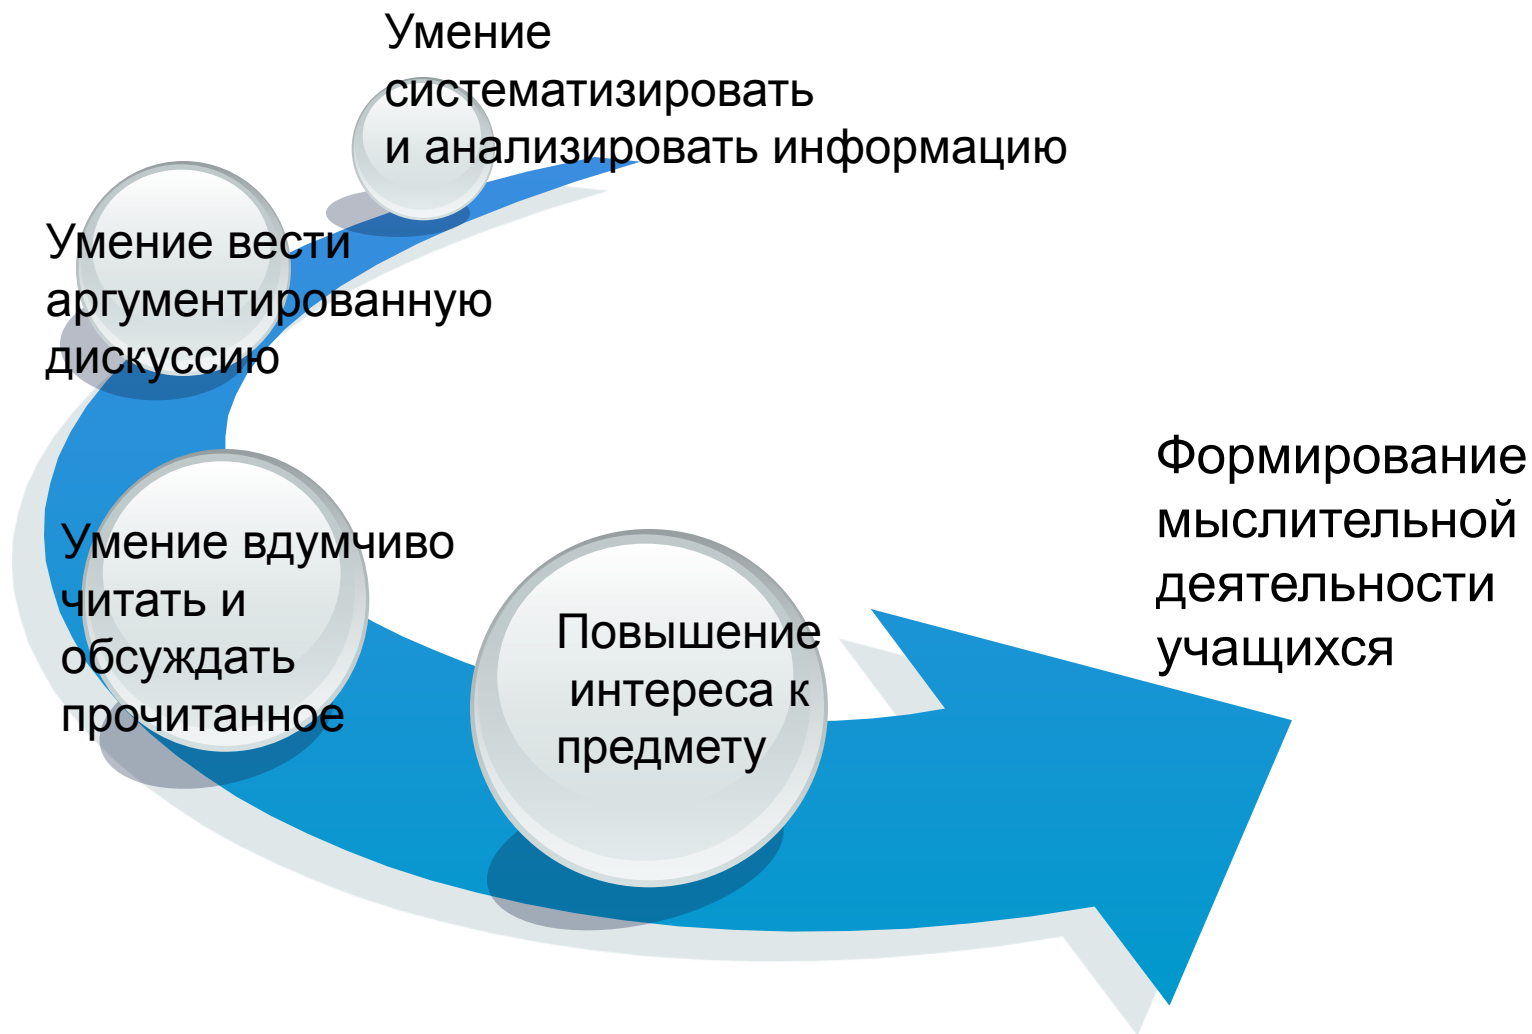 Умение
систематизировать
и анализировать информацию
Умение вести
аргументированную
дискуссию
Умение вдумчиво
читать и
обсуждать
прочитанное
Повышение
интереса к
предмету
Формирование
мыслительной
деятельности
учащихся